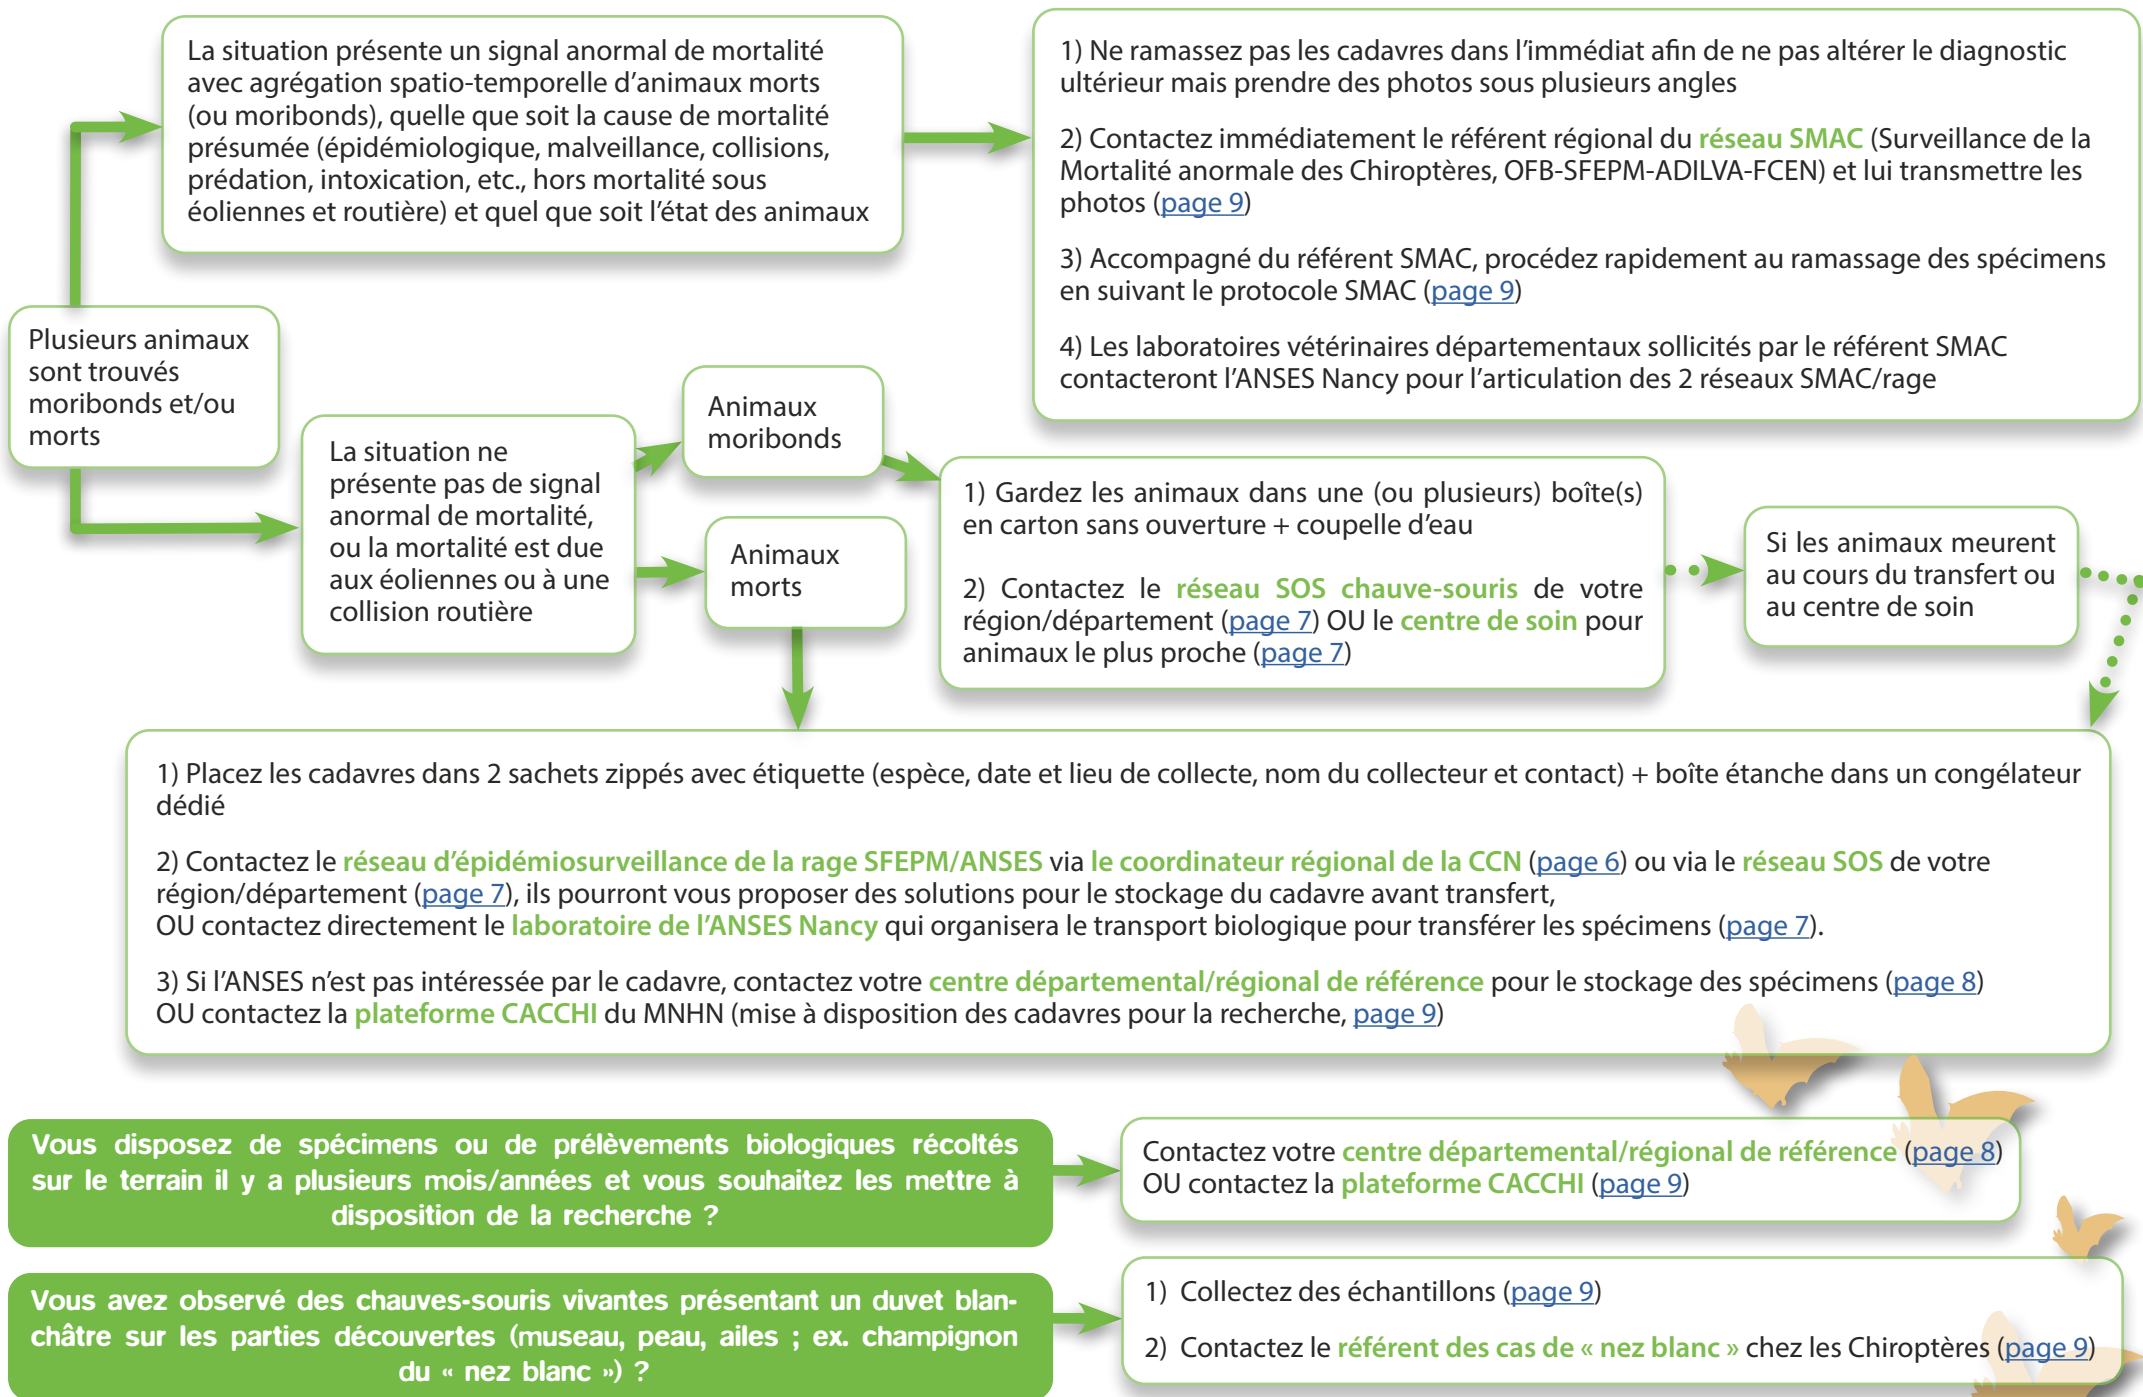 La situation présente un signal anormal de mortalité
avec agrégation spatio-temporelle d'animaux morts
(ou moribonds), quelle que soit la cause de mortalité
présumée (épidémiologique, malveillance, collisions,
prédation, intoxication, etc., hors mortalité sous
éoliennes et routière) et quel que soit l'état des animaux
1) Ne ramassez pas les cadavres dans l'immédiat afin de ne pas altérer le diagnostic
ultérieur mais prendre des photos sous plusieurs angles
2) Contactez immédiatement le référent régional du réseau SMAC (Surveillance de la
Mortalité anormale des Chiroptères, OFB-SFEPM-ADILVA-FCEN) et lui transmettre les
photos (page 9)
3) Accompagné du référent SMAC, procédez rapidement au ramassage des spécimens
en suivant le protocole SMAC (page 9)
4) Les laboratoires vétérinaires départementaux sollicités par le référent SMAC
contacteront l'ANSES Nancy pour l'articulation des 2 réseaux SMAC/rage
Plusieurs animaux
sont trouvés
moribonds et/ou
morts
La situation ne
présente pas de signal
anormal de mortalité,
ou la mortalité est due
aux éoliennes ou à une
collision routière
Animaux
moribonds
Animaux
morts
1) Gardez les animaux dans une (ou plusieurs) boîte(s)
en carton sans ouverture + coupelle d'eau
2) Contactez le réseau SOS chauve-souris de votre
région/département (page 7) OU le centre de soin pour
animaux le plus proche (page 7)
Si les animaux meurent
au cours du transfert ou
au centre de soin
1) Placez les cadavres dans 2 sachets zippés avec étiquette (espèce, date et lieu de collecte, nom du collecteur et contact) + boîte étanche dans un congélateur
dédié
2) Contactez le réseau d'épidémiosurveillance de la rage SFEPM/ANSES via le coordinateur régional de la CCN (page 6) ou via le réseau SOS de votre
région/département (page 7), ils pourront vous proposer des solutions pour le stockage du cadavre avant transfert,
OU contactez directement le laboratoire de l'ANSES Nancy qui organisera le transport biologique pour transférer les spécimens (page 7).
3) Si l'ANSES n'est pas intéressée par le cadavre, contactez votre centre départemental/régional de référence pour le stockage des spécimens (page 8)
OU contactez la plateforme CACCHI du MNHN (mise à disposition des cadavres pour la recherche, page 9)
Vous disposez de spécimens ou de prélèvements biologiques récoltés
sur le terrain il y a plusieurs mois/années et vous souhaitez les mettre à
disposition de la recherche ?
Contactez votre centre départemental/régional de référence (page 8)
OU contactez la plateforme CACCHI (page 9)
Vous avez observé des chauves-souris vivantes présentant un duvet blan-
châtre sur les parties découvertes (museau, peau, ailes ; ex. champignon
du « nez blanc ») ?
1) Collectez des échantillons (page 9)
2) Contactez le référent des cas de « nez blanc » chez les Chiroptères (page 9)